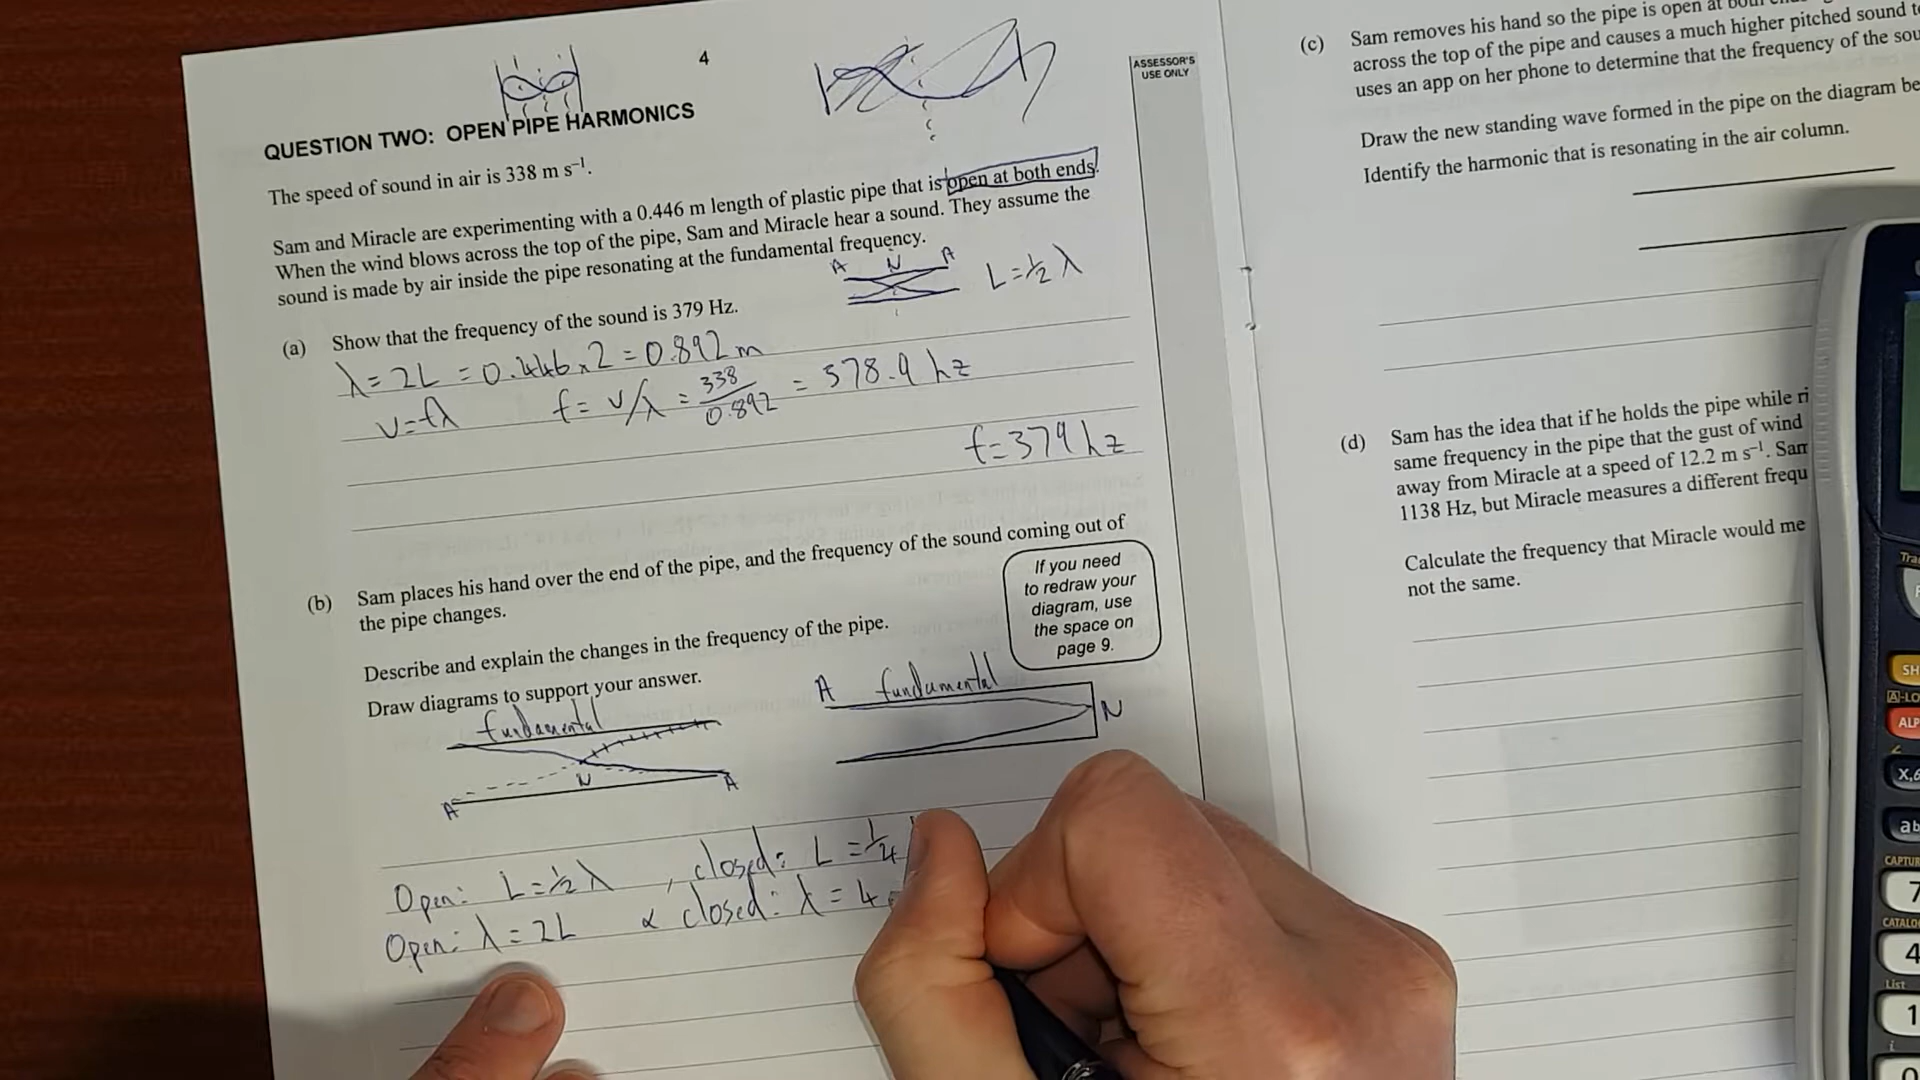 4
ASSESSOR'S
USE ONLY
QUESTION TWO: OPEN PIPE HARMONICS
The speed of sound in air is 338 m s⁻¹.
Sam and Miracle are experimenting with a 0.446 m length of plastic pipe that is open at both ends.
When the wind blows across the top of the pipe, Sam and Miracle hear a sound. They assume the
sound is made by air inside the pipe resonating at the fundamental frequency.
A N A
L = ½ λ
(a) Show that the frequency of the sound is 379 Hz.
λ = 2L = 0.446 x 2 = 0.892 m
v = fλ f = v/λ = 338/0.892 = 378.9 hz
f = 379 hz
(b) Sam places his hand over the end of the pipe, and the frequency of the sound coming out of
the pipe changes.
Describe and explain the changes in the frequency of the pipe.
Draw diagrams to support your answer.
If you need
to redraw your
diagram, use
the space on
page 9.
fundamental
A N A
A fundamental
N
Open: L = ½ λ , closed: L = ¼
Open: λ = 2L & closed: λ = 4
(c) Sam removes his hand so the pipe is open at
across the top of the pipe and causes a much higher pitched sound
uses an app on her phone to determine that the frequency of the
Draw the new standing wave formed in the pipe on the diagram
Identify the harmonic that is resonating in the air column.
(d) Sam has the idea that if he holds the pipe while
same frequency in the pipe that the gust of wind
away from Miracle at a speed of 12.2 m s⁻¹.
1138 Hz, but Miracle measures a different
Calculate the frequency that Miracle would
not the same.
SH
ALP
X,
ab
CAPTUR
7
CATALO
4
List
1
i
0